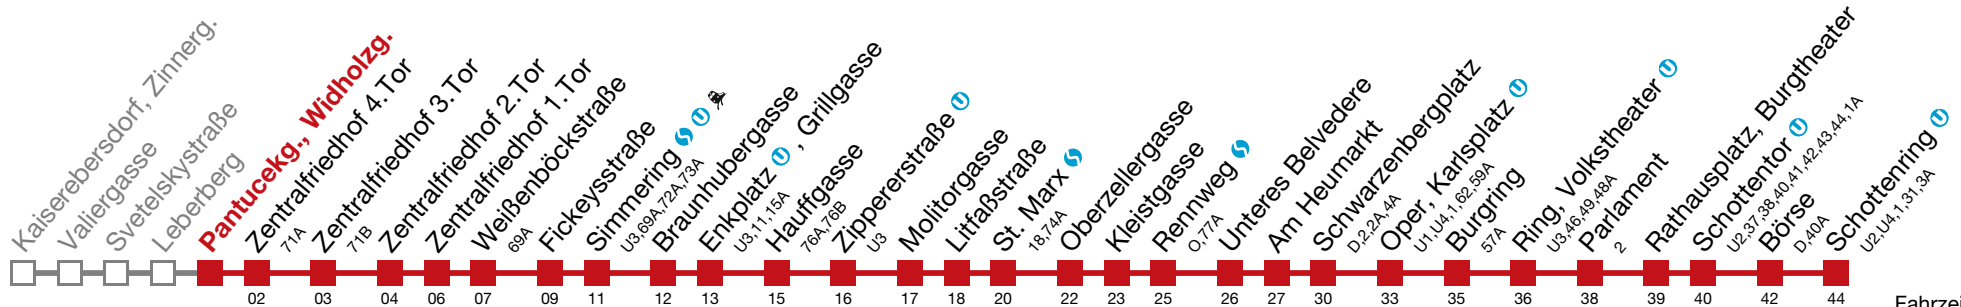 Kaiserebersdorf, Zinnerg.
Valiergasse
Svetelskystraße
Leberberg
Pantucekg., Widholzg.
Zentralfriedhof 4.Tor
71A
Zentralfriedhof 3.Tor
71B
Zentralfriedhof 2.Tor
Zentralfriedhof 1.Tor
Weißenböckstraße
69A
Fickeysstraße
Simmering S U
U3,69A,72A,73A
Braunhubergasse
Enkplatz U , Grillgasse
U3,11,15A
Hauffgasse
76A,76B
Zippererstraße U
U3
Molitorgasse
Litfaßstraße
St. Marx S
18,74A
Oberzellergasse
Kleistgasse
Rennweg S
O,77A
Unteres Belvedere
Am Heumarkt
Schwarzenbergplatz
D,2,2A,4A
Oper, Karlsplatz U
U1,U4,1,62,59A
Burgring
57A
Ring, Volkstheater U
U3,46,49,48A
Parlament
2
Rathausplatz, Burgtheater
Schottentor U
U2,37,38,40,41,42,43,44,1A
Börse
D,40A
Schottenring U
U2,U4,1,31,3A
02 03 04 06 07 09 11 12 13 15 16 17 18 20 22 23 25 26 27 30 33 35 36 38 39 40 42 44